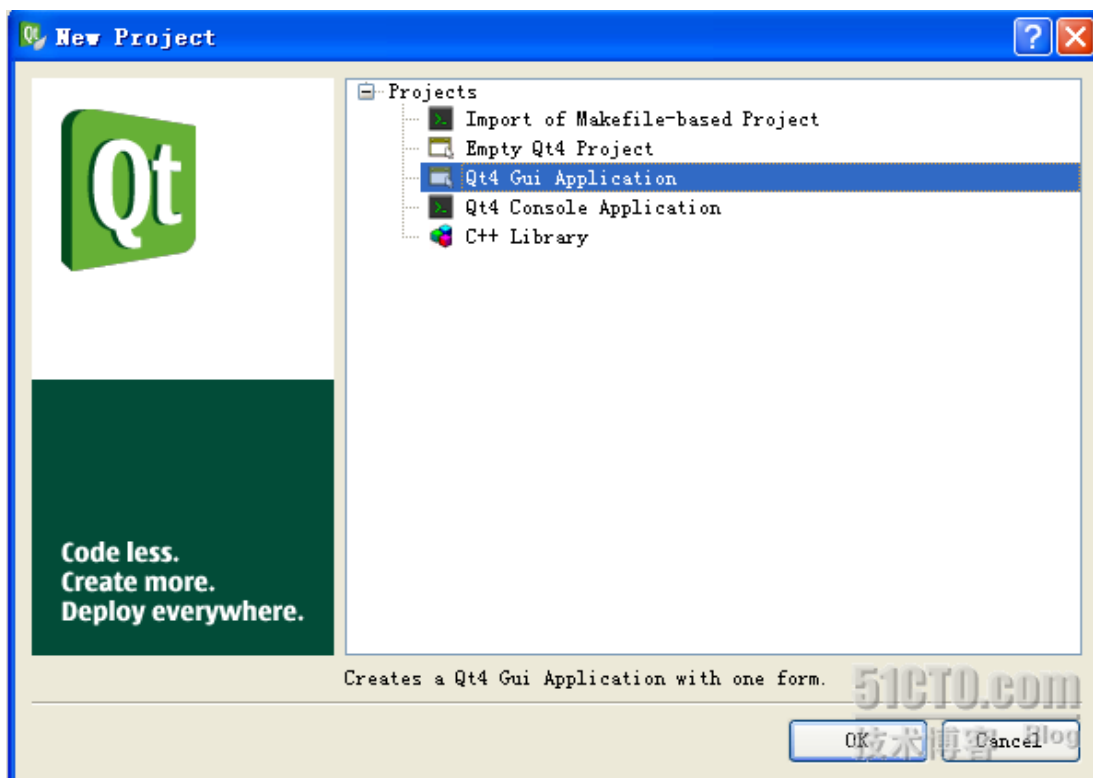 New Project
Projects
Import of Makefile-based Project
Empty Qt4 Project
Qt4 Gui Application
Qt4 Console Application
C++ Library
Qt
Code less.
Create more.
Deploy everywhere.
Creates a Qt4 Gui Application with one form.
51CTO.com
OK
Cancel
技术博客 Blog